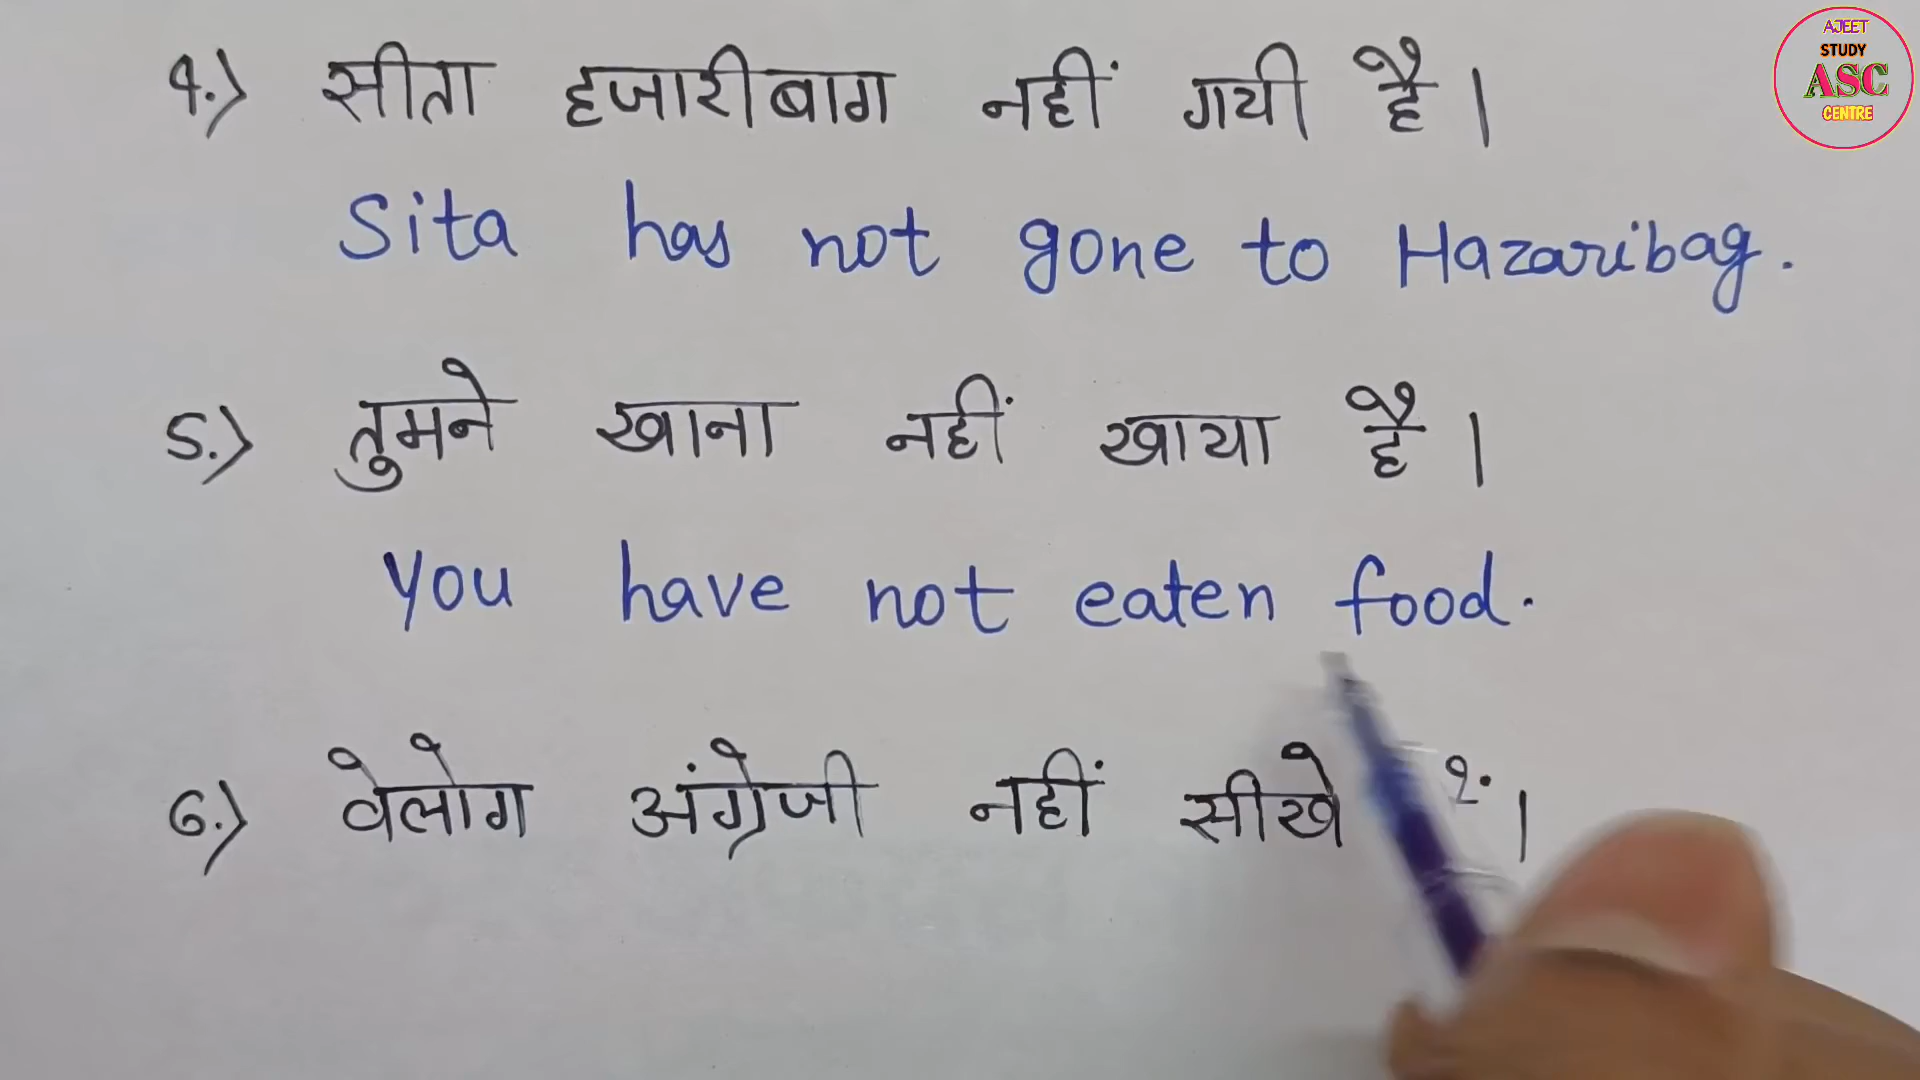 AJEET
STUDY
ASC
CENTRE
4.) सीता हजारीबाग नहीं गयी है।
Sita has not gone to Hazaribag.
5.) तुमने खाना नहीं खाया है।
You have not eaten food.
6.) वेलोग अंग्रेजी नहीं सीखे ।